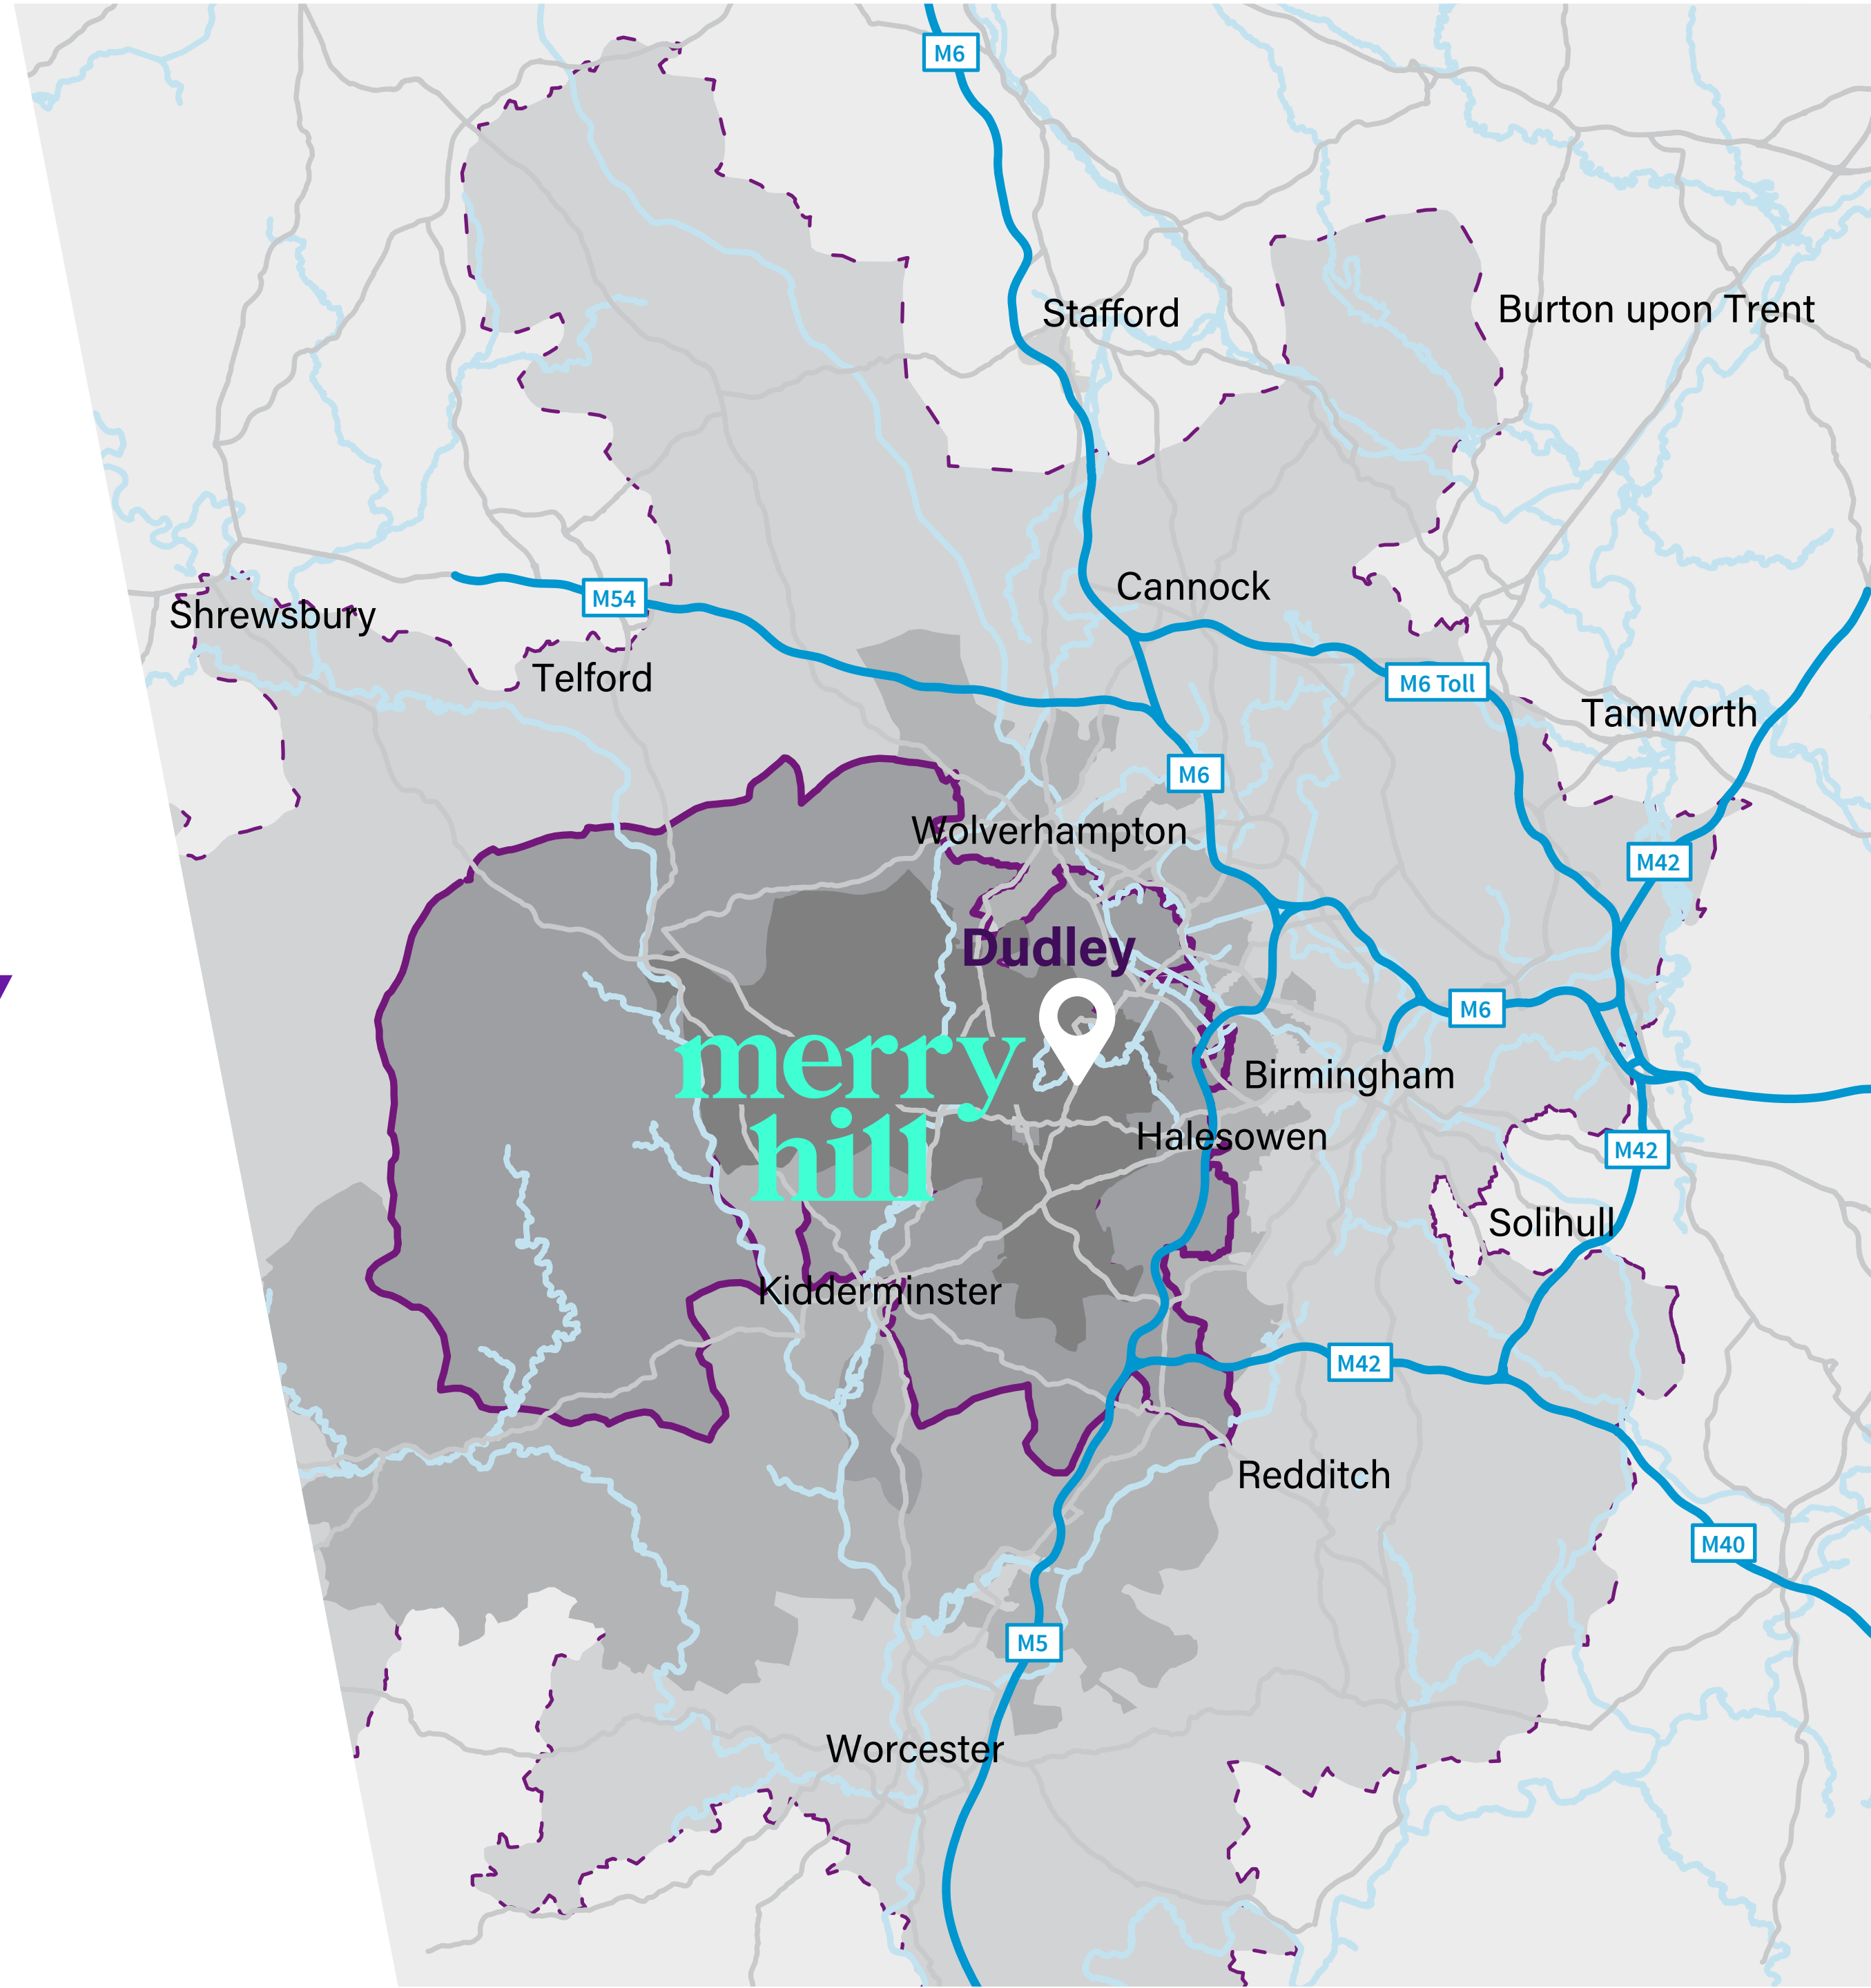 M6
Stafford
Burton upon Trent
Cannock
M54
Shrewsbury
Telford
M6 Toll
Tamworth
M6
Wolverhampton
M42
Dudley
M6
merry
hill
Birmingham
Halesowen
M42
Solihull
Kidderminster
M42
Redditch
M40
M5
Worcester